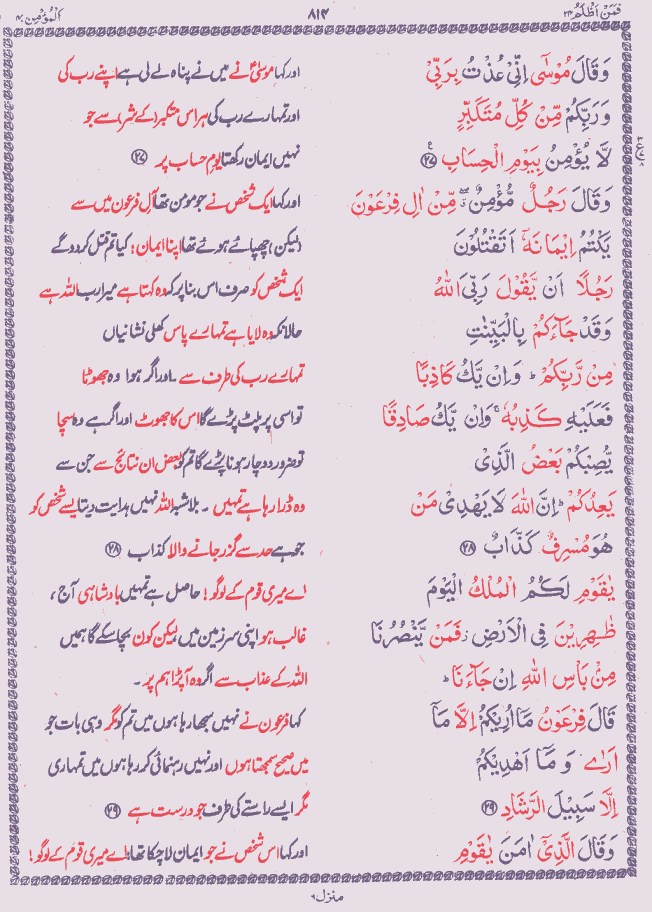 فَمَنْ اَظْلَمُ ۲۴ ۸۱۴ اَلْمُؤْمِن ۴۰
وَقَالَ مُوْسٰٓى اِنِّىْ عُذْتُ بِرَبِّىْ اور کہا موسیٰؑ نے میں نے پناہ لے لی ہے اپنے رب کی
وَرَبِّكُمْ مِّنْ كُلِّ مُتَكَبِّرٍ اور تمہارے رب کی ہر اس متکبر (کے شر) سے جو
لَّا يُؤْمِنُ بِيَوْمِ الْحِسَابِ ۲۷ نہیں ایمان رکھتا یومِ حساب پر ۲۷
وَقَالَ رَجُلٌ مُّؤْمِنٌ ۖ مِّنْ اٰلِ فِرْعَوْنَ اور کہا ایک شخص نے جو مومن تھا آلِ فرعون میں سے
يَكْتُمُ اِيْمَانَهٗٓ اَتَقْتُلُوْنَ (لیکن) چھپائے ہوئے تھا اپنا ایمان: کیا تم قتل کر دو گے
رَجُلًا اَنْ يَّقُوْلَ رَبِّىَ اللّٰهُ ایک شخص کو صرف اس بنا پر کہ وہ کہتا ہے میرا رب اللہ ہے
وَقَدْ جَآءَكُمْ بِالْبَيِّنٰتِ حالانکہ وہ لایا ہے تمہارے پاس کھلی نشانیاں
مِنْ رَّبِّكُمْ ؕ وَاِنْ يَّكُ كَاذِبًا تمہارے رب کی طرف سے ۔ اور اگر ہوا وہ جھوٹا
فَعَلَيْهِ كَذِبُهٗ ۚ وَاِنْ يَّكُ صَادِقًا تو اسی پر پلٹ پڑے گا اس کا جھوٹ اور اگر ہے وہ سچا
يُّصِبْكُمْ بَعْضُ الَّذِىْ تو ضرور دوچار ہونا پڑے گا تم کو بعض ان نتائج سے جن سے
يَعِدُكُمْ ؕ اِنَّ اللّٰهَ لَا يَهْدِىْ مَنْ وہ ڈرا رہا ہے تمہیں ۔ بلاشبہ اللہ نہیں ہدایت دیتا ایسے شخص کو
هُوَ مُسْرِفٌ كَذَّابٌ ۲۸ جو ہے حد سے گزر جانے والا کذاب ۲۸
يٰقَوْمِ لَكُمُ الْمُلْكُ الْيَوْمَ اے میری قوم کے لوگو! حاصل ہے تمہیں بادشاہی آج ،
ظٰهِرِيْنَ فِى الْاَرْضِ ز فَمَنْ يَّنْصُرُنَا غالب ہو اپنی سرزمین میں لیکن کون بچا سکے گا ہمیں
مِنْۢ بَاْسِ اللّٰهِ اِنْ جَآءَنَا ؕ اللہ کے عذاب سے اگر وہ آپڑا ہم پر ۔
قَالَ فِرْعَوْنُ مَآ اُرِيْكُمْ اِلَّا مَآ کہا فرعون نے نہیں سمجھا رہا ہوں میں تم کو مگر وہی بات جو
اَرٰى وَمَآ اَهْدِيْكُمْ میں صحیح سمجھتا ہوں اور نہیں رہنمائی کر رہا ہوں میں تمہاری
اِلَّا سَبِيْلَ الرَّشَادِ ۲۹ مگر ایسے راستے کی طرف جو درست ہے ۲۹
وَقَالَ الَّذِىْٓ اٰمَنَ يٰقَوْمِ اور کہا اس شخص نے جو ایمان لاچکا تھا: اے میری قوم کے لوگو!
منزل ۶